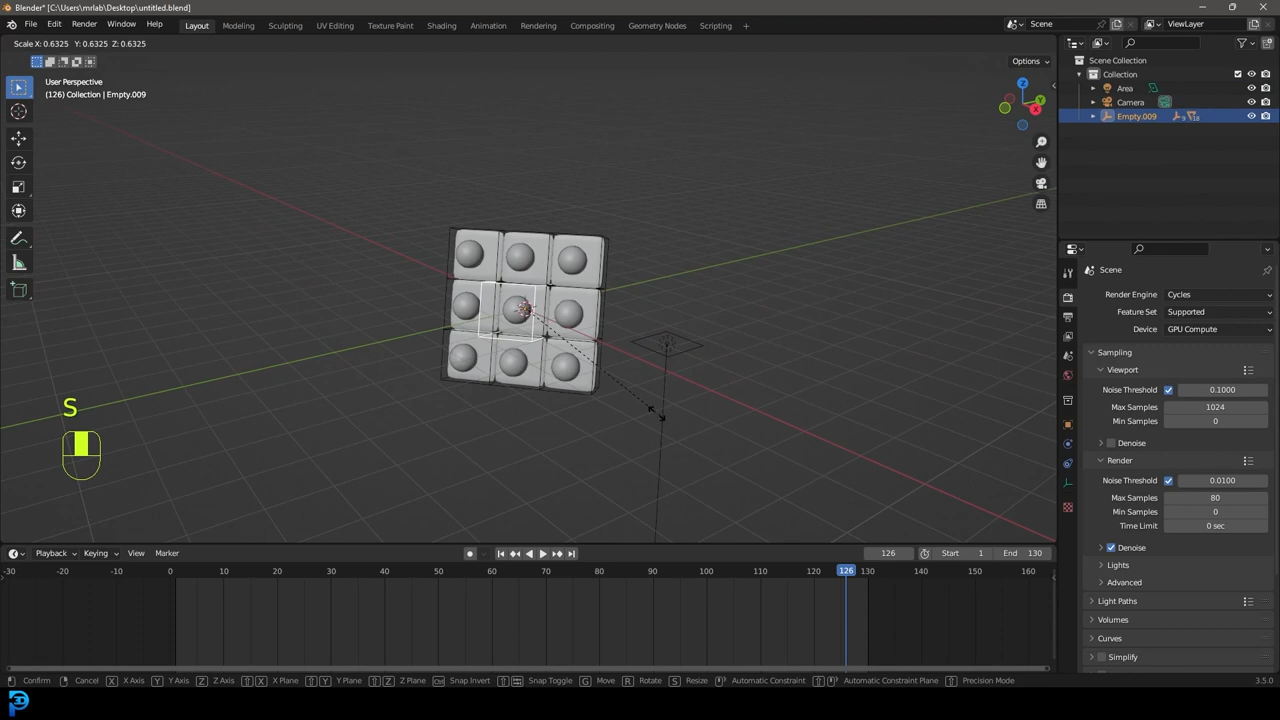 Blender* [C:\Users\mrlab\Desktop\untitled.blend]
File Edit Render Window Help Layout Modeling Sculpting UV Editing Texture Paint Shading Animation Rendering Compositing Geometry Nodes Scripting + Scene ViewLayer
Scale X: 0.6325 Y: 0.6325 Z: 0.6325
Options
User Perspective
(126) Collection | Empty.009
Z
Y
X
Scene Collection
Collection
Area
Camera
Empty.009 9 18
Scene
Render Engine Cycles
Feature Set Supported
Device GPU Compute
Sampling
Viewport
Noise Threshold 0.1000
Max Samples 1024
Min Samples 0
Denoise
Render
Noise Threshold 0.0100
Max Samples 80
Min Samples 0
Time Limit 0 sec
Denoise
Lights
Advanced
Light Paths
Volumes
Curves
Simplify
S
Playback Keying View Marker 126 Start 1 End 130
-30 -20 -10 0 10 20 30 40 50 60 70 80 90 100 110 120 126 130 140 150 160
Confirm Cancel X X Axis Y Y Axis Z Z Axis X X Plane Y Y Plane Z Z Plane Snap Invert Snap Toggle G Move R Rotate S Resize Automatic Constraint Automatic Constraint Plane Precision Mode 3.5.0